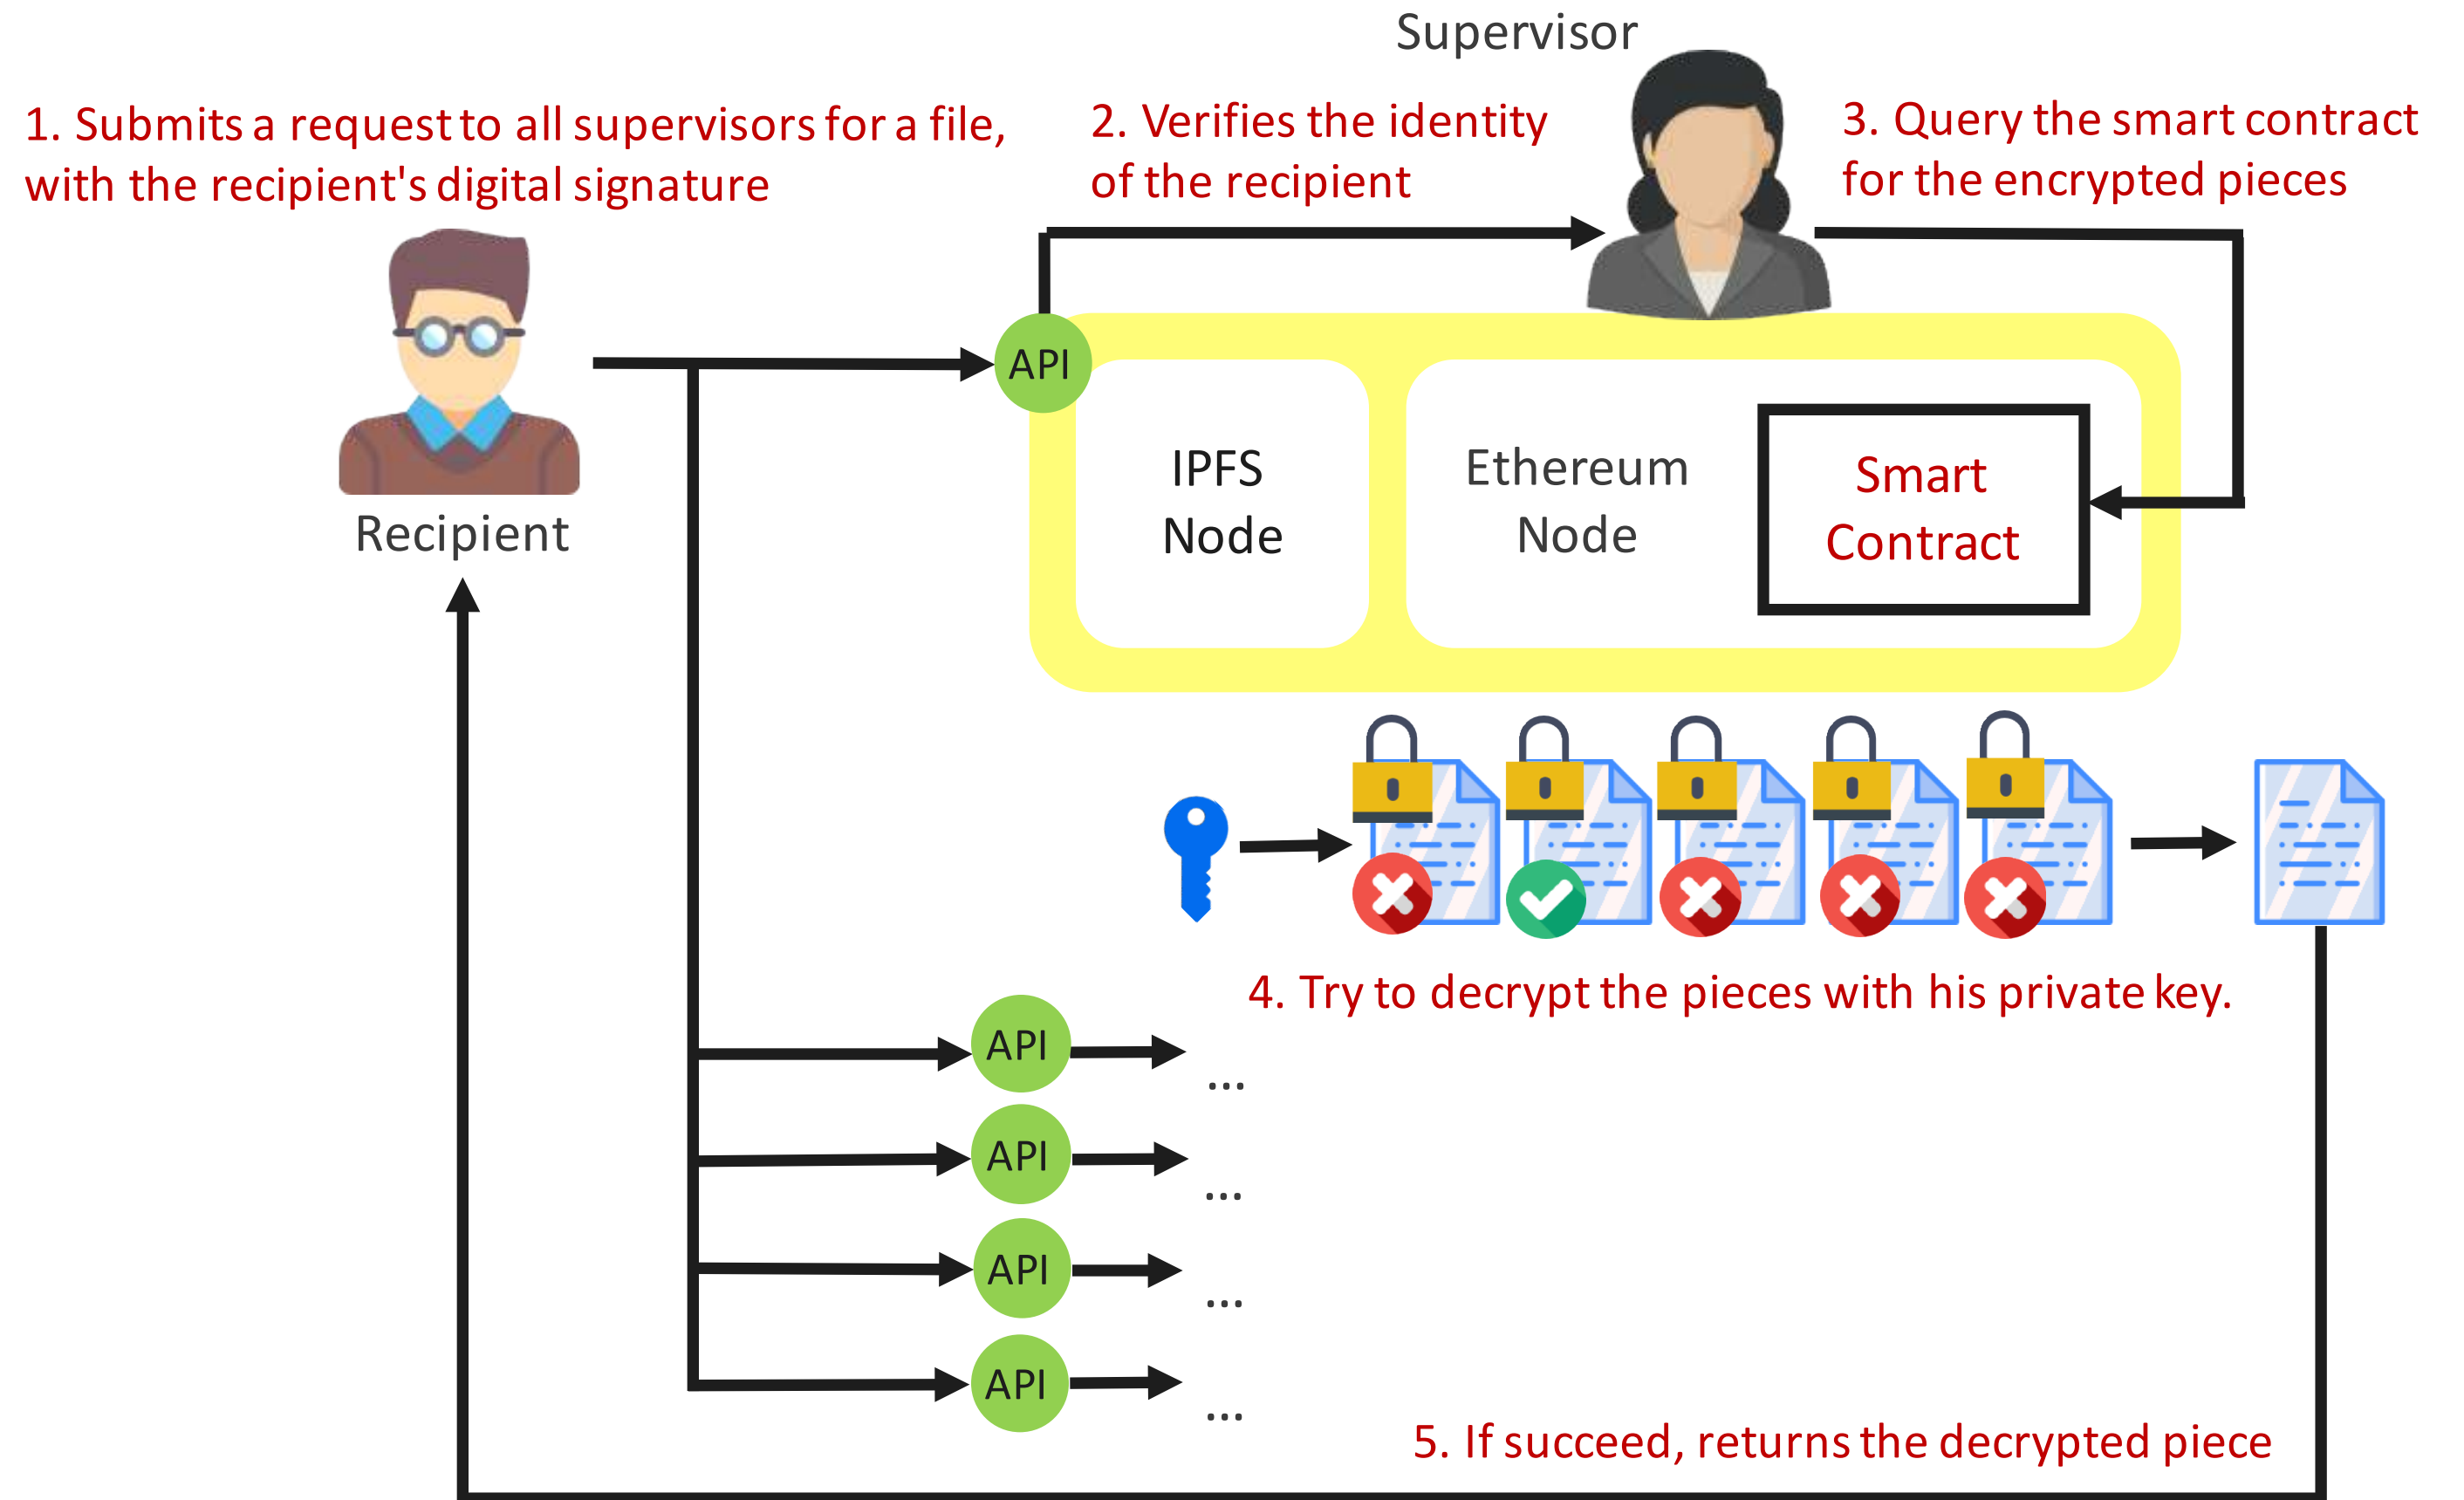 Supervisor
1. Submits a request to all supervisors for a file,
with the recipient's digital signature
2. Verifies the identity
of the recipient
3. Query the smart contract
for the encrypted pieces
Recipient
API
IPFS
Node
Ethereum
Node
Smart
Contract
4. Try to decrypt the pieces with his private key.
API
...
API
...
API
...
API
...
5. If succeed, returns the decrypted piece